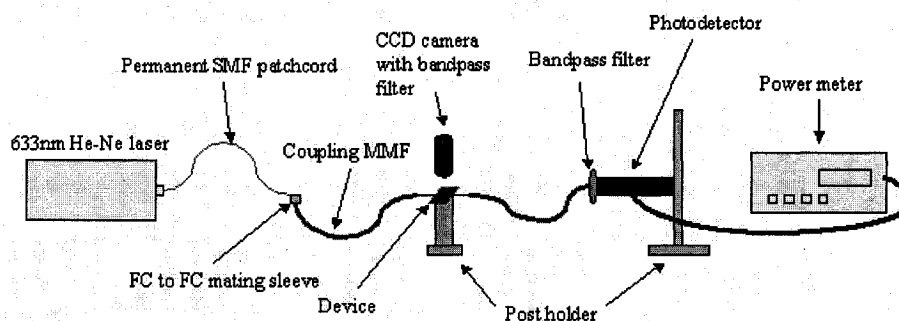 Photodetector
CCD camera
with bandpass
filter
Permanent SMF patchcord
Bandpass filter
Power meter
633nm He-Ne laser
Coupling MMF
FC to FC mating sleeve
Device
Post holder